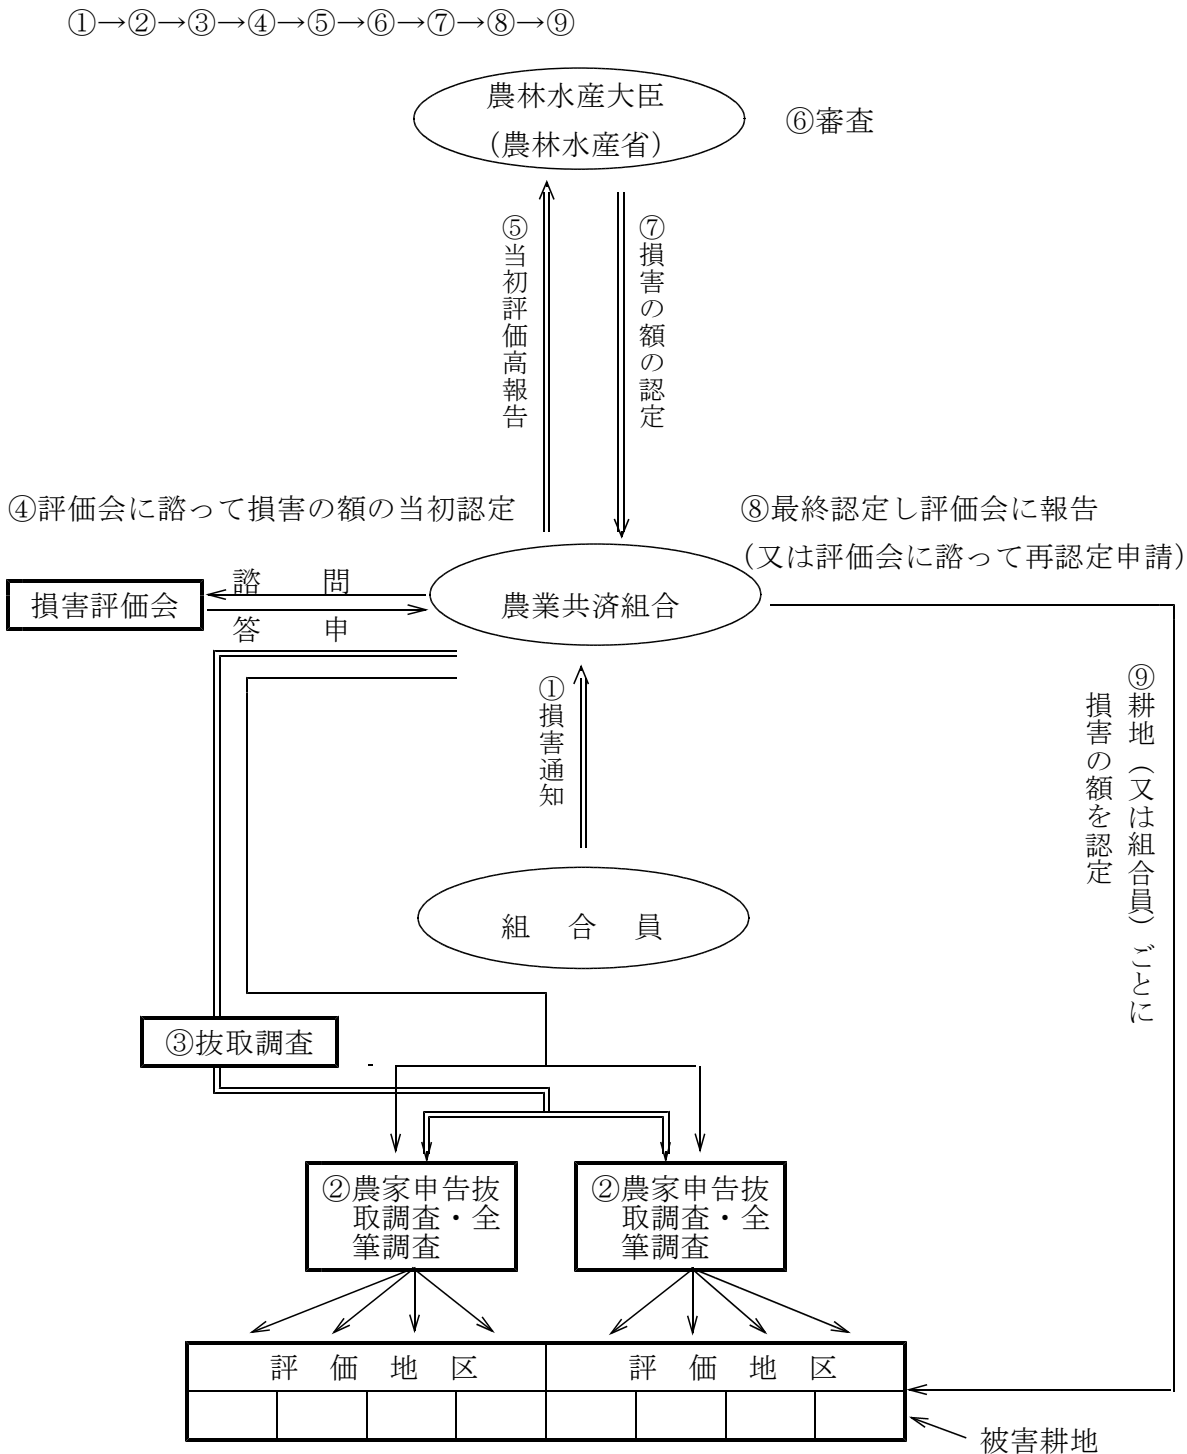 ①→②→③→④→⑤→⑥→⑦→⑧→⑨
農林水産大臣
(農林水産省)
⑥審査
⑤当初評価高報告
⑦損害の額の認定
④評価会に諮って損害の額の当初認定
⑧最終認定し評価会に報告
(又は評価会に諮って再認定申請)
諮 問
損害評価会
農業共済組合
答 申
①損害通知
⑨耕地(又は組合員)ごとに
損害の額を認定
組 合 員
③抜取調査
②農家申告抜
取調査・全
筆調査
②農家申告抜
取調査・全
筆調査
評 価 地 区
評 価 地 区
被害耕地